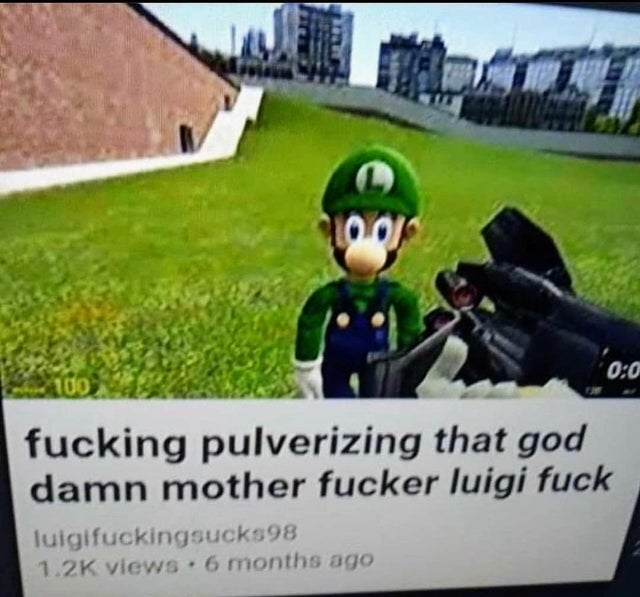 L
100
0:0
fucking pulverizing that god
damn mother fucker luigi fuck
luigifuckingsucks98
1.2K views • 6 months ago